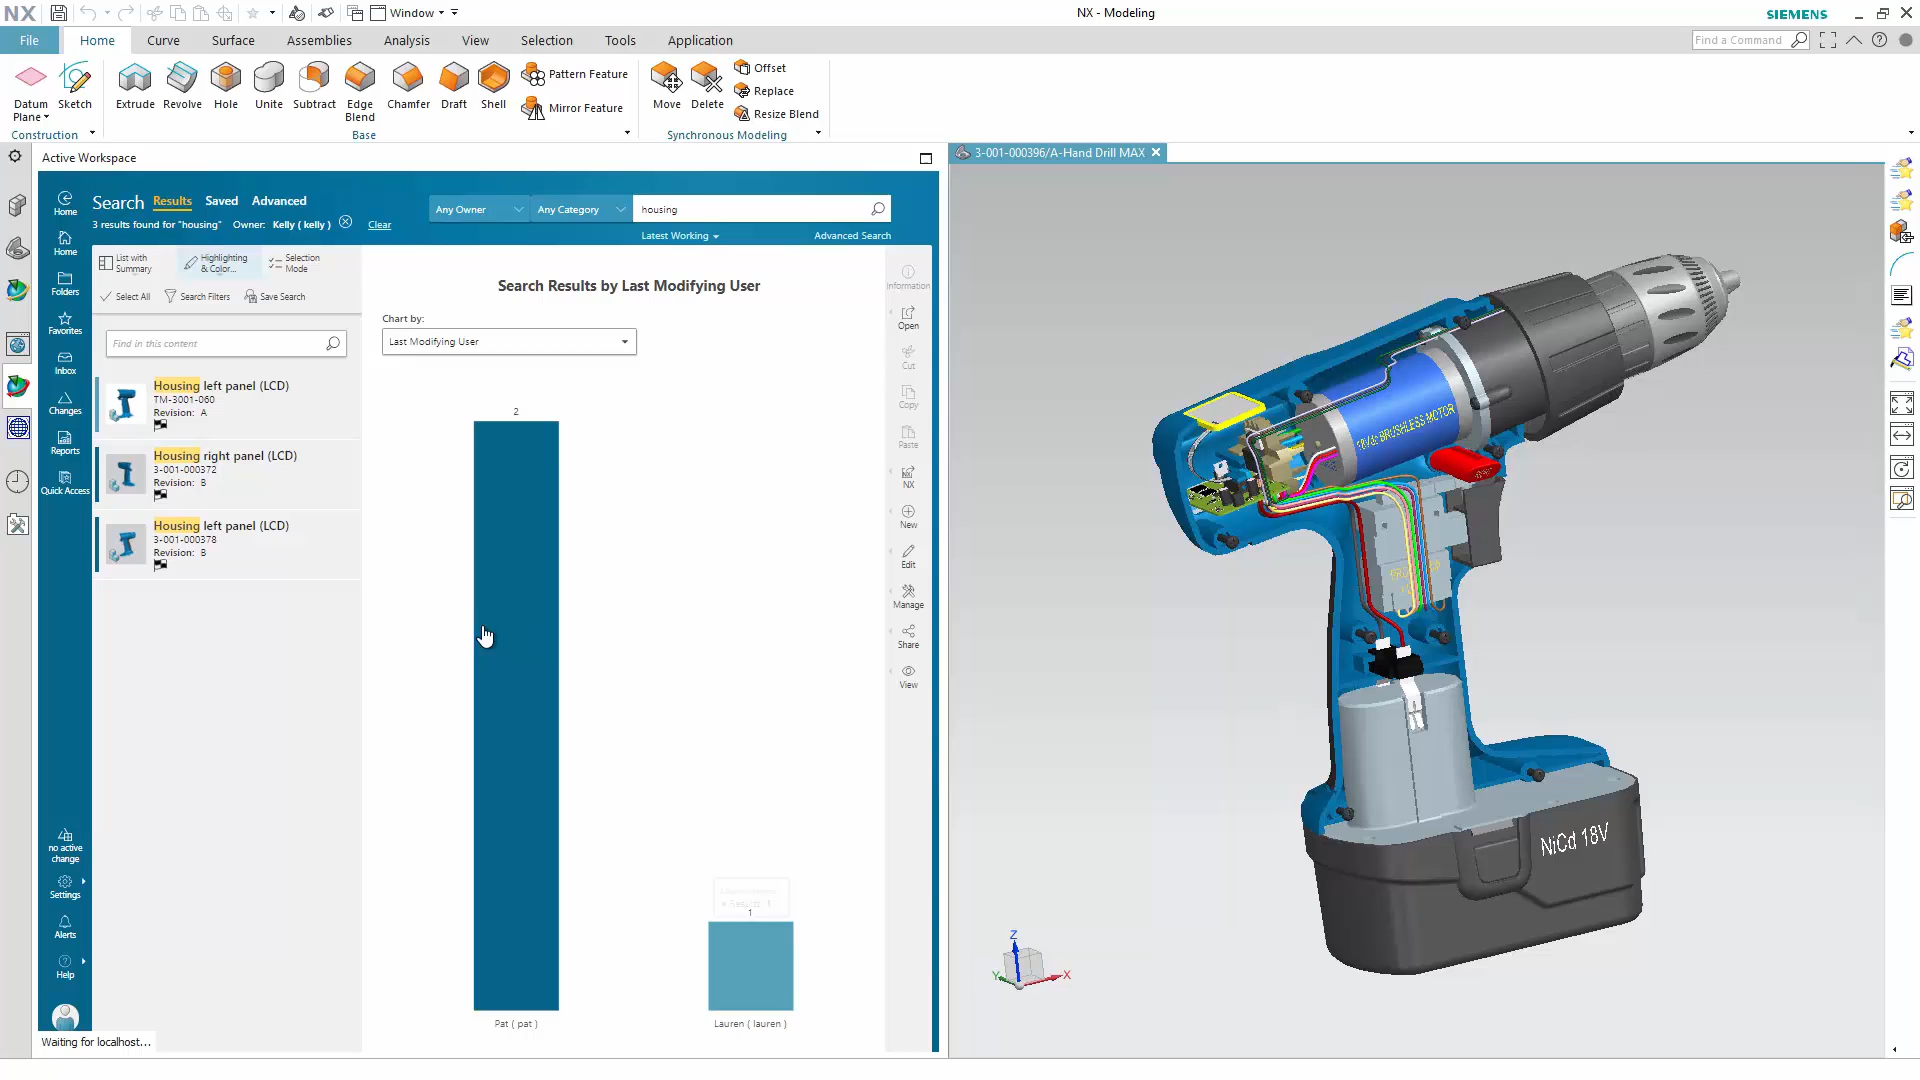 NX
Window
NX - Modeling
SIEMENS
File
Home
Curve
Surface
Assemblies
Analysis
View
Selection
Tools
Application
Find a Command
Datum
Plane
Sketch
Extrude
Revolve
Hole
Unite
Subtract
Edge
Blend
Chamfer
Draft
Shell
Pattern Feature
Mirror Feature
Move
Delete
Offset
Replace
Resize Blend
Construction
Base
Synchronous Modeling
Active Workspace
3-001-000396/A-Hand Drill MAX
Home
Home
Folders
Favorites
Inbox
Changes
Reports
Quick Access
no active
change
Settings
Alerts
Help
Waiting for localhost...
Search
Results
Saved
Advanced
3 results found for "housing"
Owner: Kelly ( kelly )
Clear
Any Owner
Any Category
housing
Latest Working
Advanced Search
List with
Summary
Highlighting
& Color...
Selection
Mode
Select All
Search Filters
Save Search
Find in this content
Housing left panel (LCD)
TM-3001-060
Revision: A
Housing right panel (LCD)
3-001-000372
Revision: B
Housing left panel (LCD)
3-001-000378
Revision: B
Search Results by Last Modifying User
Chart by:
Last Modifying User
2
Results: 1
1
Pat ( pat )
Lauren ( lauren )
Information
Open
Cut
Copy
Paste
NX
New
Edit
Manage
Share
View
18Vdc BRUSHLESS MOTOR
NiCd 18V
Z
Y
X